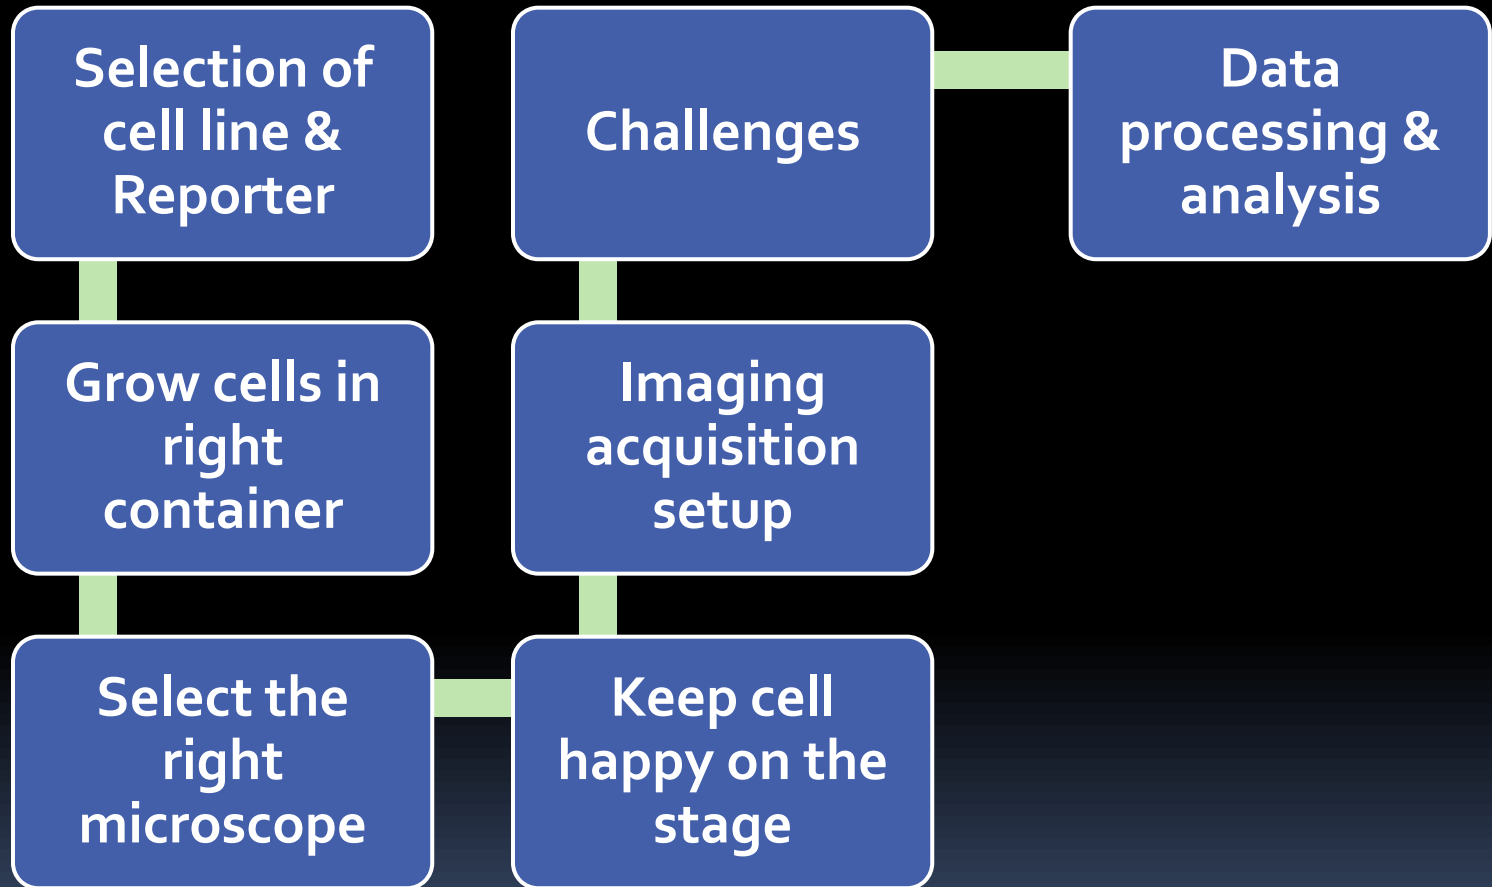 Selection of
cell line &
Reporter
Grow cells in
right
container
Select the
right
microscope
Keep cell
happy on the
stage
Imaging
acquisition
setup
Challenges
Data
processing &
analysis